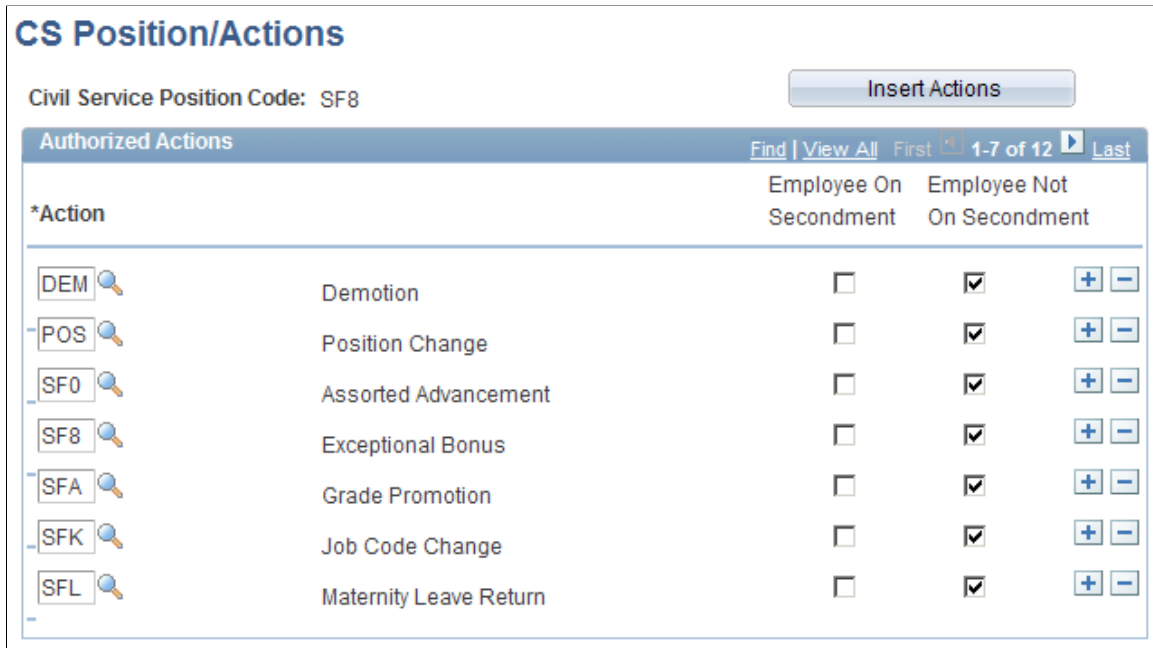 CS Position/Actions
Civil Service Position Code: SF8
Insert Actions
Authorized Actions
Find | View All First 1-7 of 12 Last
*Action
Employee On Secondment
Employee Not On Secondment
DEM Demotion
POS Position Change
SF0 Assorted Advancement
SF8 Exceptional Bonus
SFA Grade Promotion
SFK Job Code Change
SFL Maternity Leave Return